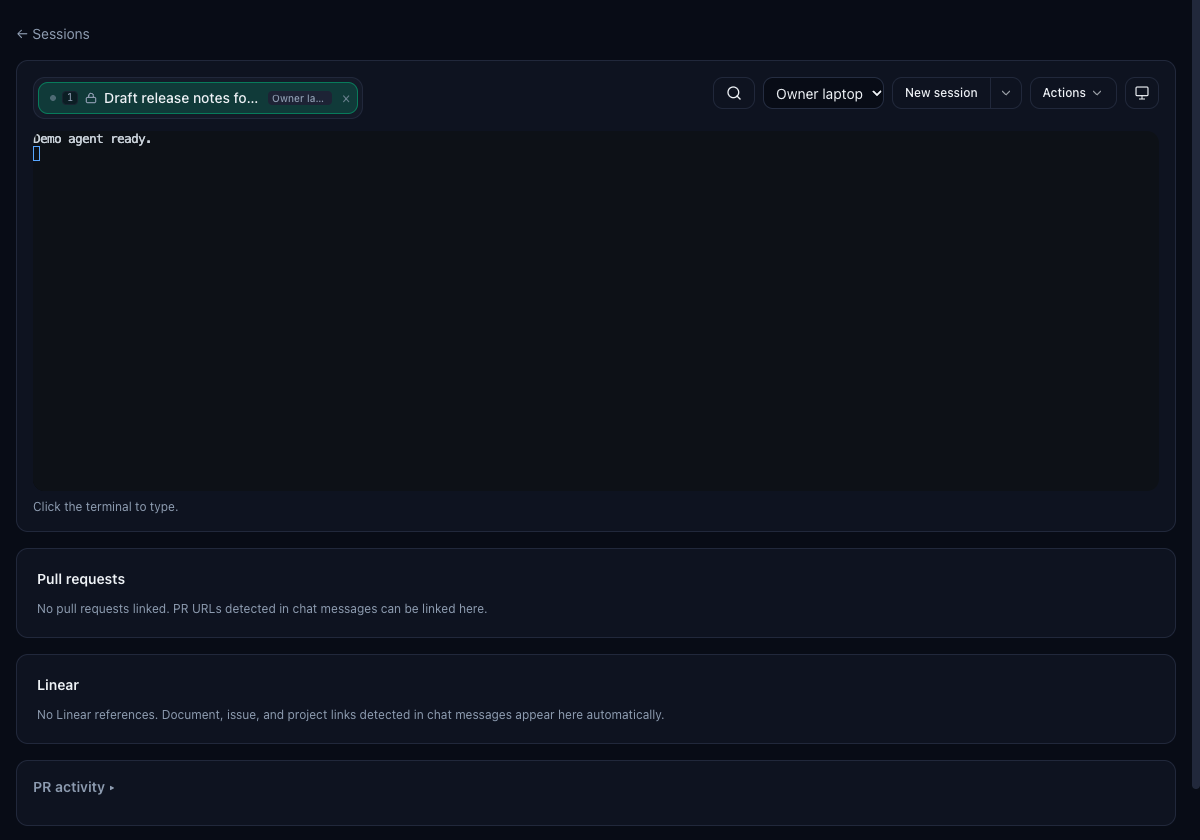 ← Sessions
1 Draft release notes fo... Owner la... ×
Owner laptop
New session
Actions
Demo agent ready.
Click the terminal to type.
Pull requests
No pull requests linked. PR URLs detected in chat messages can be linked here.
Linear
No Linear references. Document, issue, and project links detected in chat messages appear here automatically.
PR activity ▸